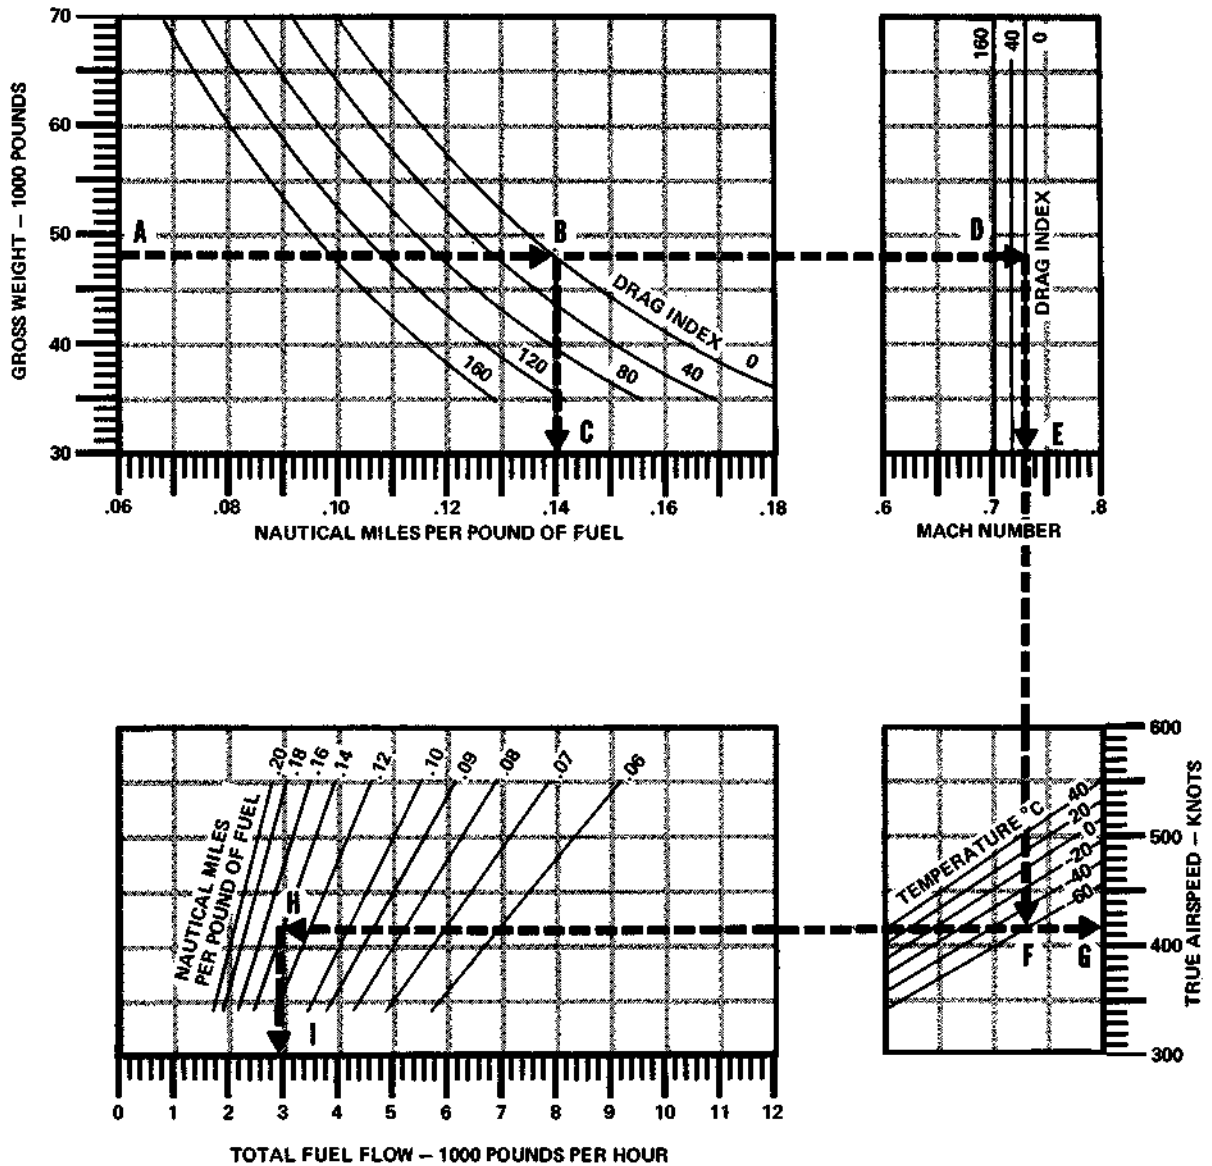 70
60
50
40
30
GROSS WEIGHT – 1000 POUNDS
A
B
C
DRAG INDEX
160
120
80
40
0
.06
.08
.10
.12
.14
.16
.18
NAUTICAL MILES PER POUND OF FUEL
160
40
0
D
DRAG INDEX
E
.6
.7
.8
MACH NUMBER
.20
.18
.16
.14
.12
.10
.09
.08
.07
.06
NAUTICAL MILES
PER POUND OF FUEL
H
I
0
1
2
3
4
5
6
7
8
9
10
11
12
TOTAL FUEL FLOW – 1000 POUNDS PER HOUR
TEMPERATURE °C
40
20
0
-20
-40
-60
F
G
600
500
400
300
TRUE AIRSPEED – KNOTS